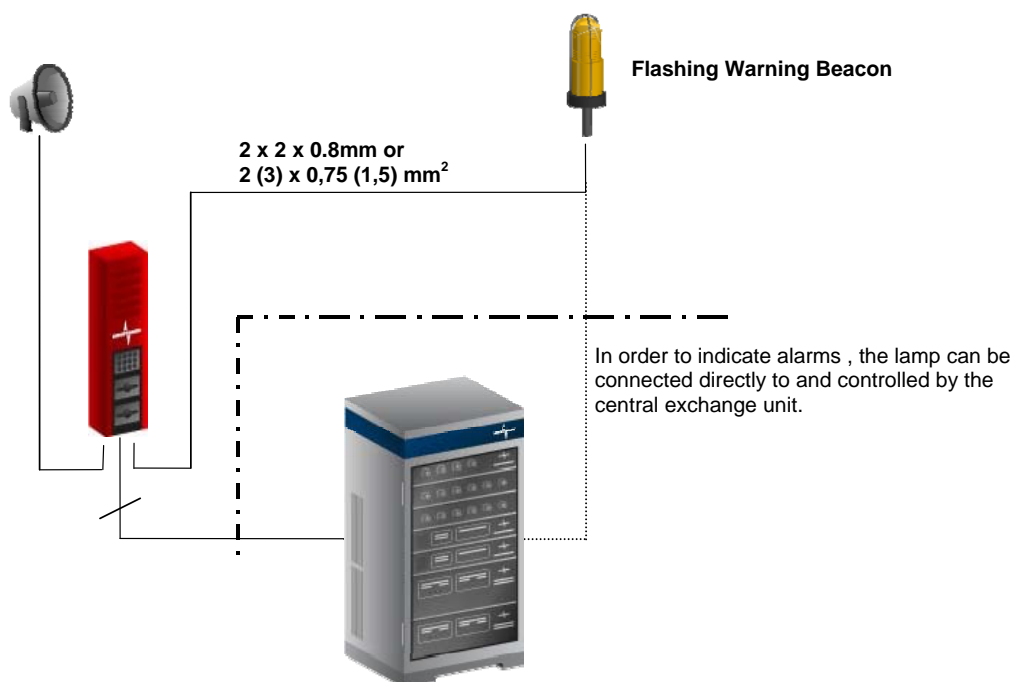 Flashing Warning Beacon
2 x 2 x 0.8mm or
2 (3) x 0,75 (1,5) mm²
In order to indicate alarms , the lamp can be
connected directly to and controlled by the
central exchange unit.